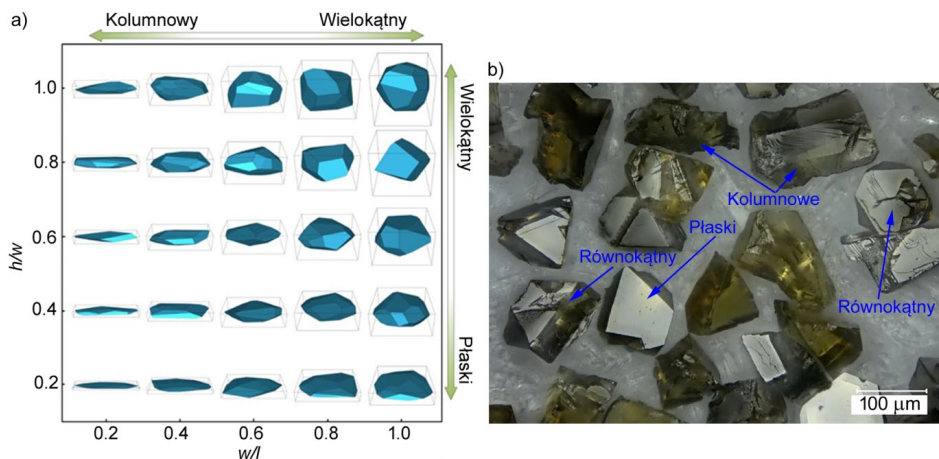 a)
Kolumnowy
Wielokątny
1.0
0.8
0.6
0.4
0.2
h/w
0.2
0.4
0.6
0.8
1.0
w/l
Wielokątny
Płaski
b)
Kolumnowe
Płaski
Równokątny
Równokątny
100 μm